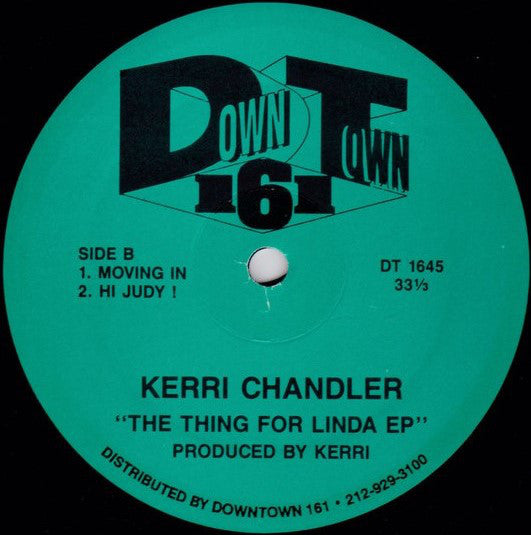 DOWN TOWN
161
SIDE B
1. MOVING IN
2. HI JUDY !
DT 1645
33⅓
KERRI CHANDLER
"THE THING FOR LINDA EP"
PRODUCED BY KERRI
DISTRIBUTED BY DOWNTOWN 161 • 212-929-3100